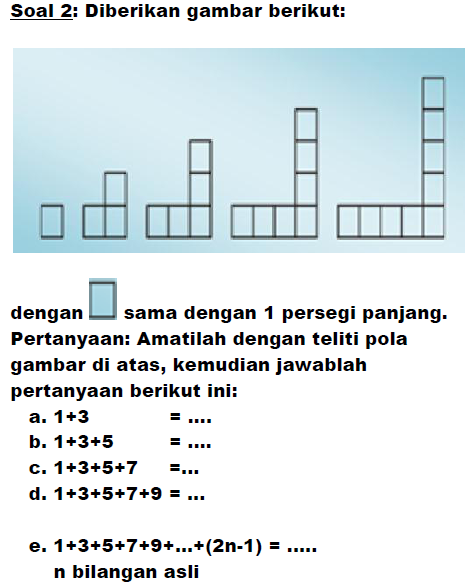 Soal 2: Diberikan gambar berikut:
dengan sama dengan 1 persegi panjang.
Pertanyaan: Amatilah dengan teliti pola
gambar di atas, kemudian jawablah
pertanyaan berikut ini:
a. 1+3 = ....
b. 1+3+5 = ....
c. 1+3+5+7 =...
d. 1+3+5+7+9 = ...
e. 1+3+5+7+9+...+(2n-1) = .....
n bilangan asli